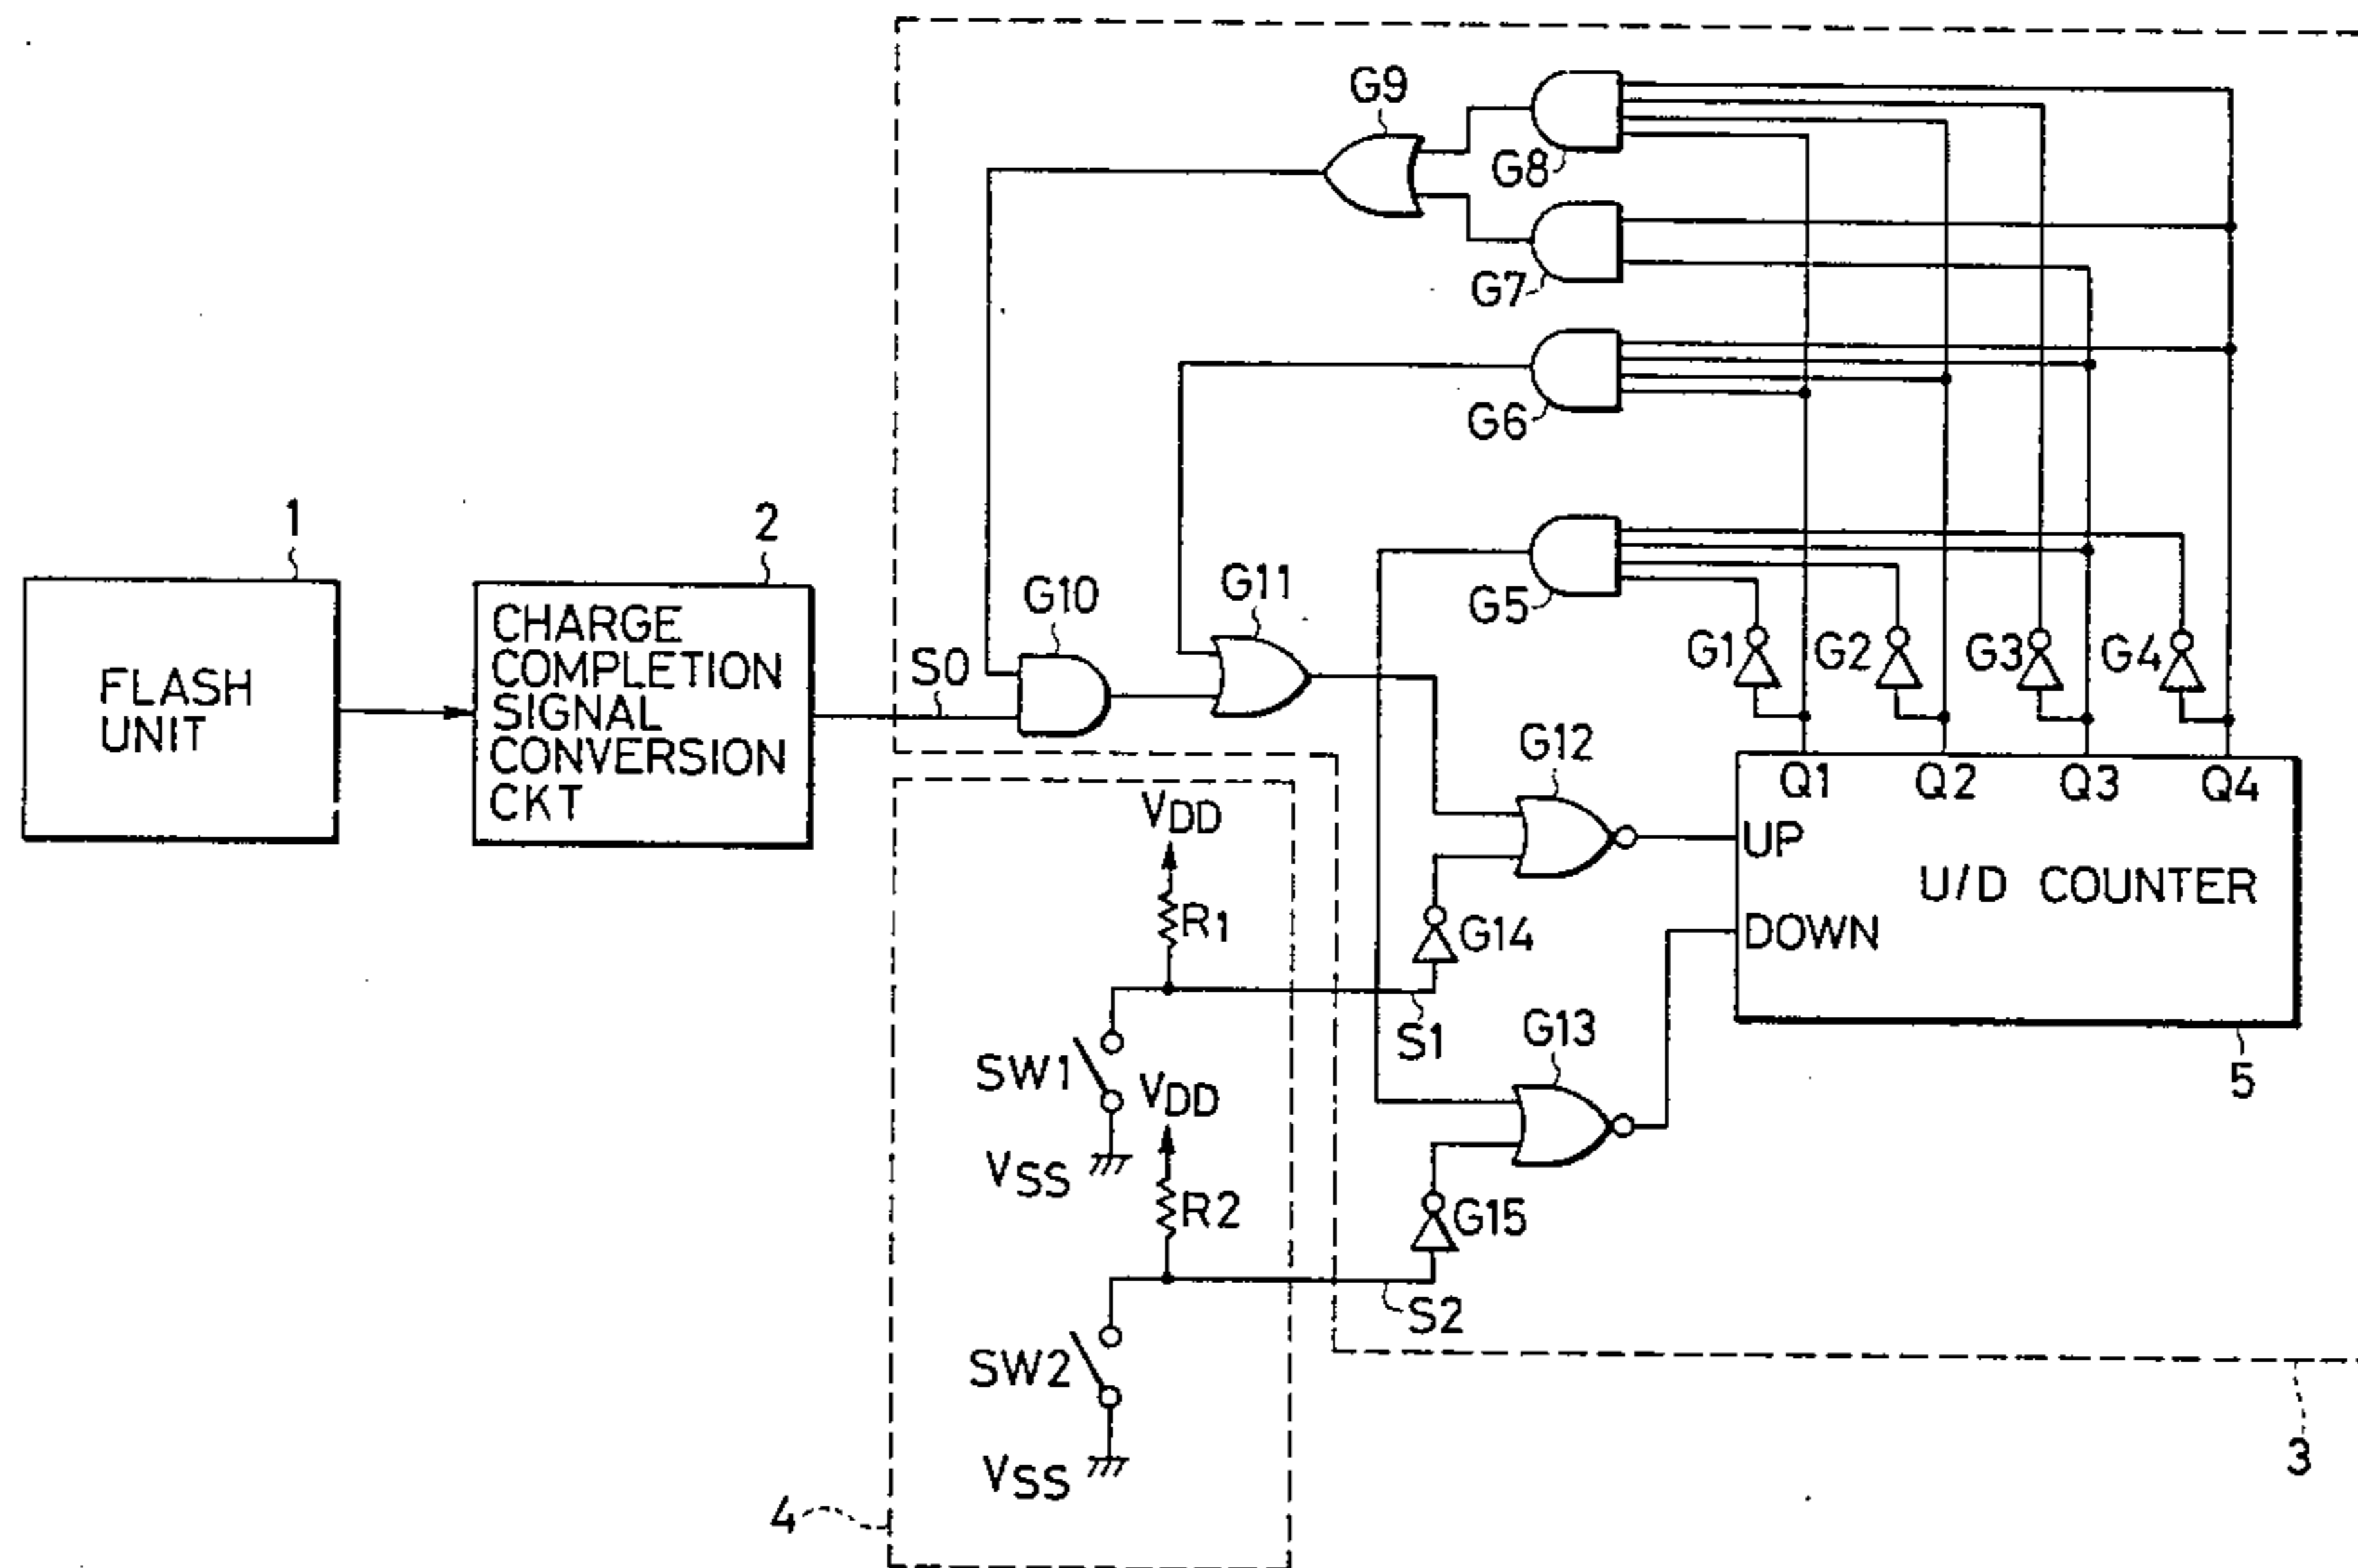 G9
G8
G7
G6
1
2
G5
G10
G11
CHARGE
COMPLETION
SIGNAL
CONVERSION
CKT
FLASH
UNIT
S0
G1
G2
G3
G4
G12
Q1
Q2
Q3
Q4
VDD
UP
U/D COUNTER
R1
G14
DOWN
S1
G13
SW1
VDD
5
VSS
R2
G15
S2
SW2
VSS
3
4